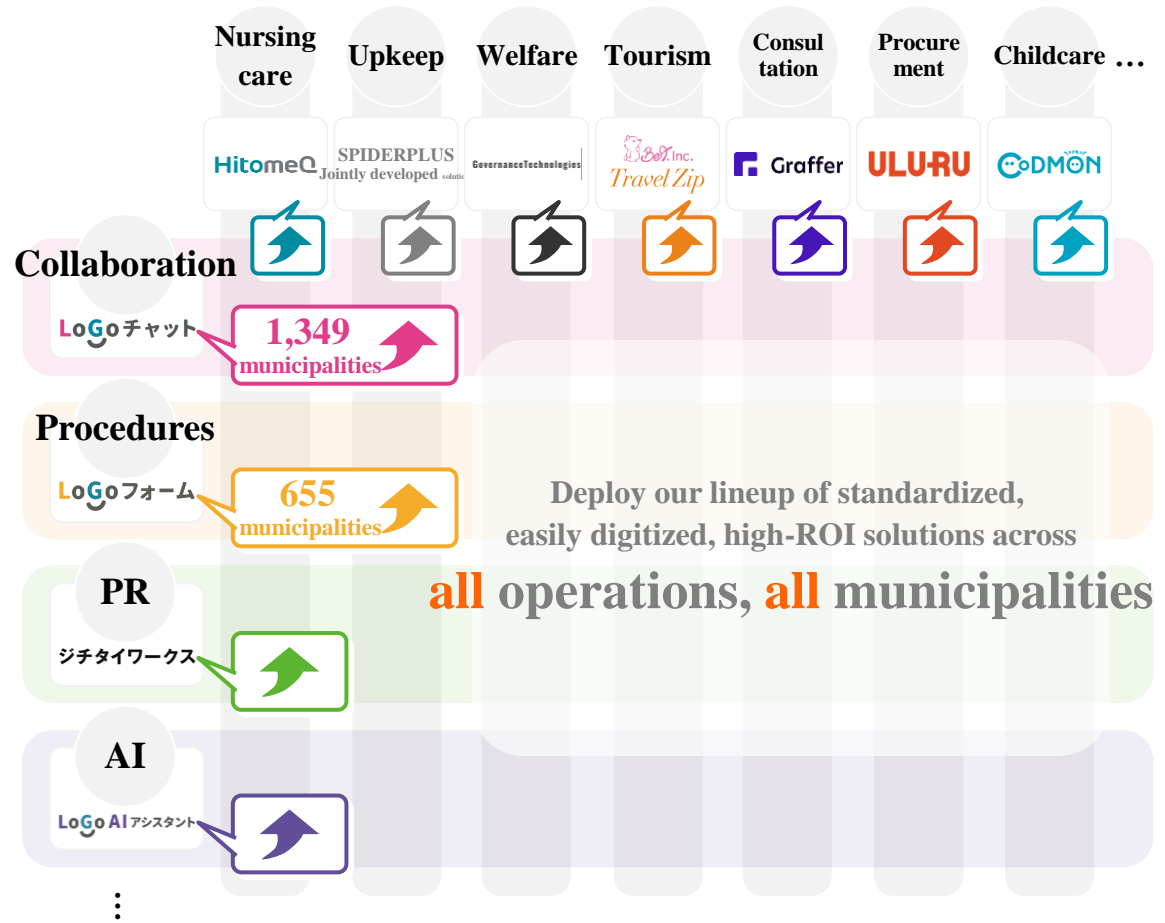 Nursing
care
Upkeep
Welfare
Tourism
Consul
tation
Procure
ment
Childcare …
HitomeQ
SPIDERPLUS
Jointly developed solutio
GovernanceTechnologies
Bot. Inc.
Travel Zip
Graffer
ULURU
CoDMON
Collaboration
LoGoチャット
1,349
municipalities
Procedures
LoGoフォーム
655
municipalities
Deploy our lineup of standardized,
easily digitized, high-ROI solutions across
all operations, all municipalities
PR
ジチタイワークス
AI
LoGo AI アシスタント
⋮